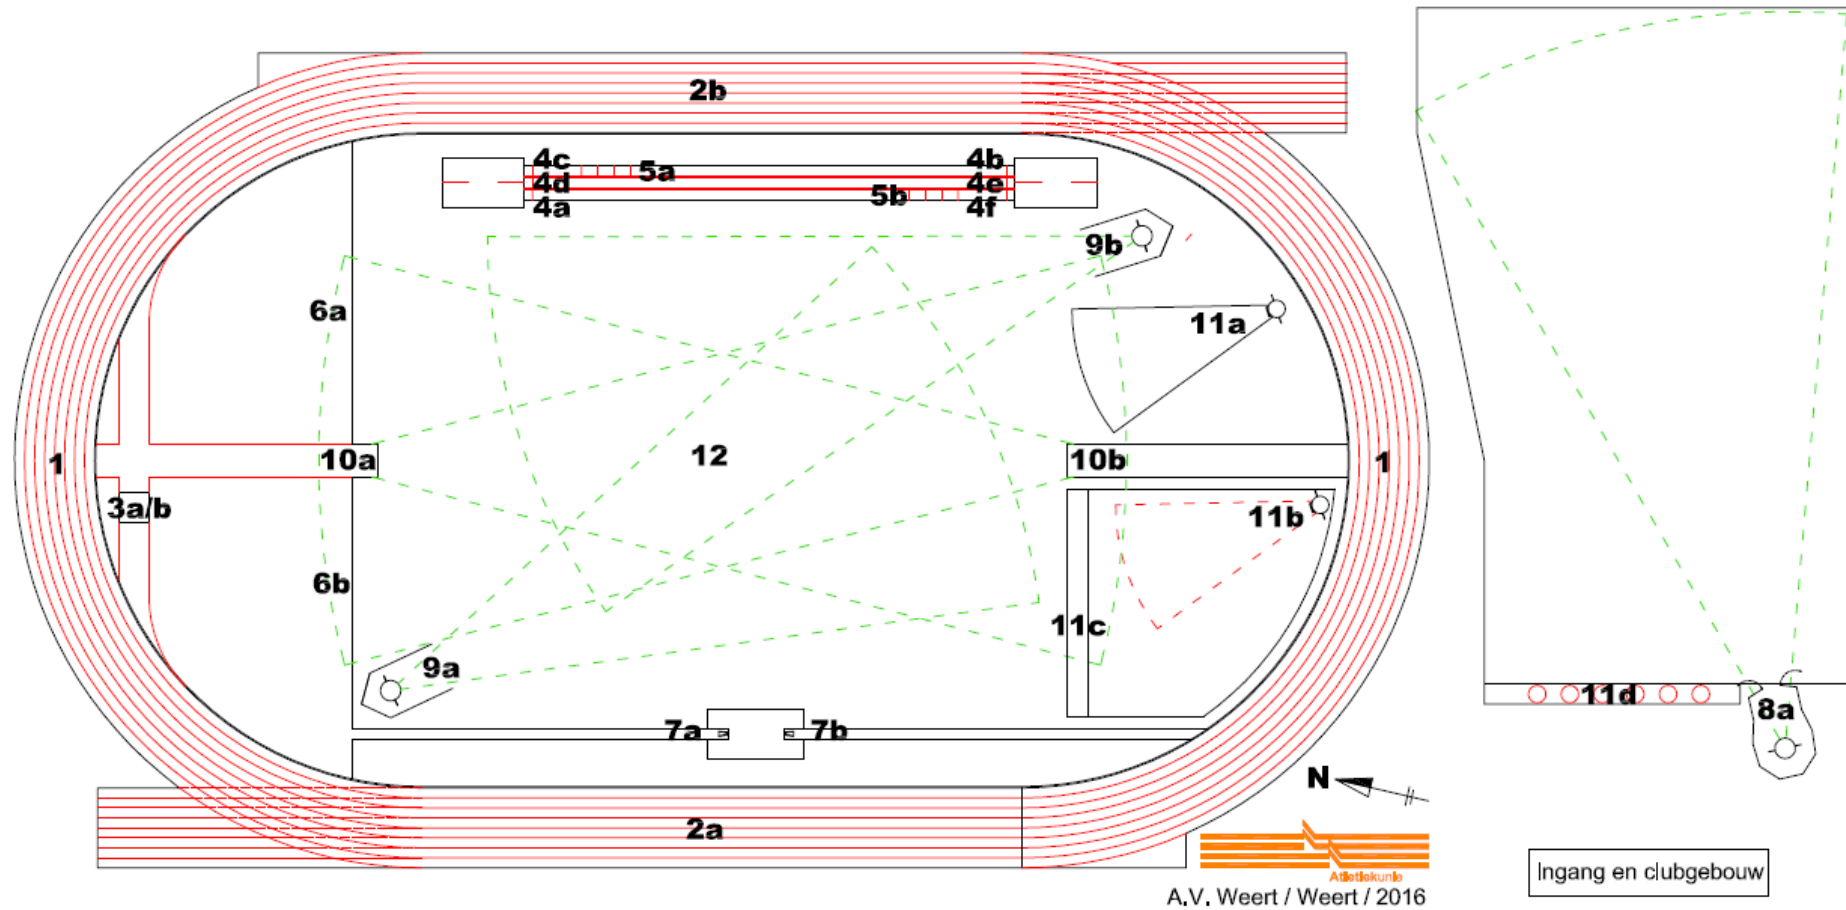 2b
4c
5a
4b
4d
4e
4a
5b
4f
9b
6a
11a
1
10a
12
10b
1
3a/b
11b
6b
11c
9a
7a
7b
11d
8a
N
2a
Atletiekunie
A.V. Weert / Weert / 2016
Ingang en clubgebouw